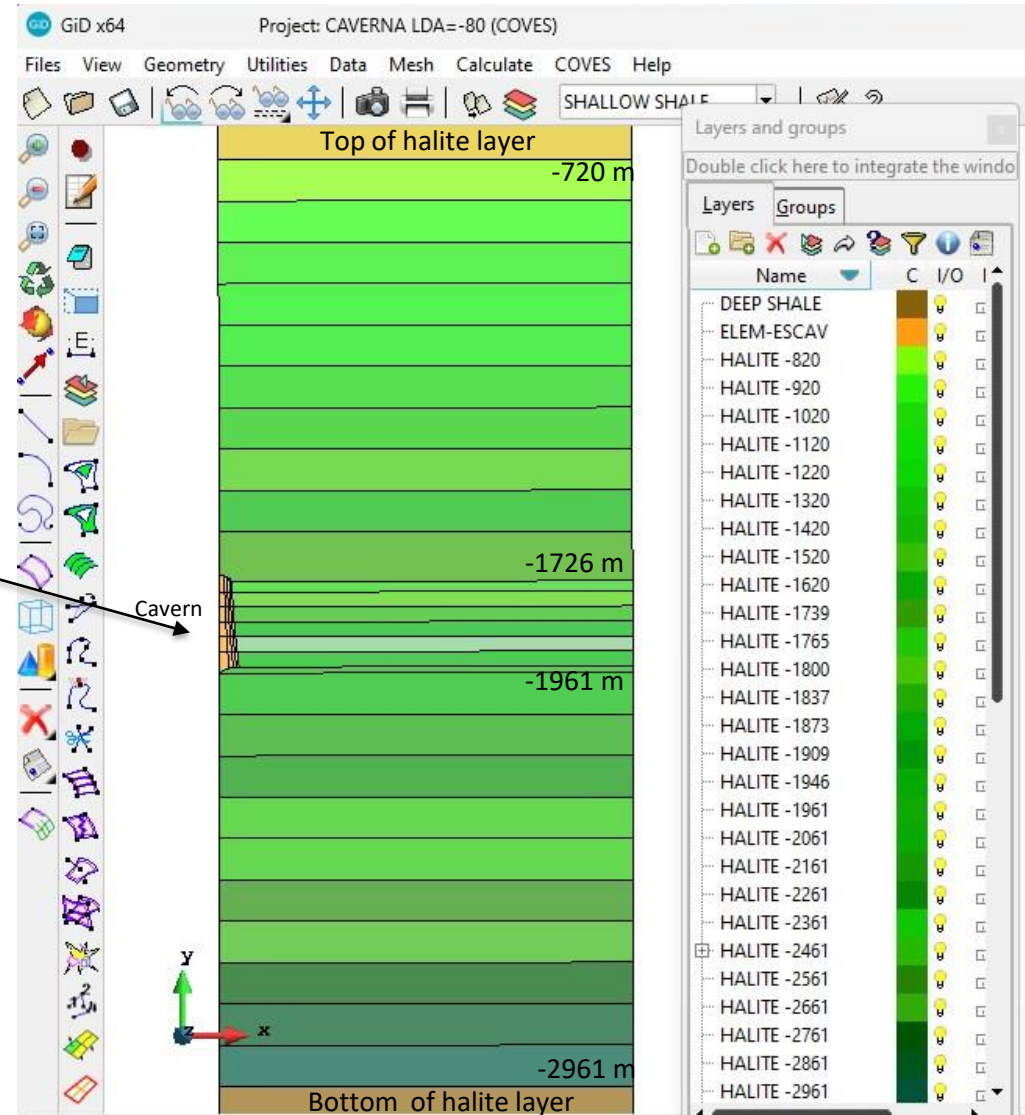 GiD x64 Project: CAVERNA LDA=-80 (COVES)
Files View Geometry Utilities Data Mesh Calculate COVES Help
SHALLOW SHALE
Top of halite layer
-720 m
-1726 m
Cavern
-1961 m
y
z
x
-2961 m
Bottom of halite layer
Layers and groups
Double click here to integrate the windo
Layers Groups
Name C I/O I
DEEP SHALE
ELEM-ESCAV
HALITE -820
HALITE -920
HALITE -1020
HALITE -1120
HALITE -1220
HALITE -1320
HALITE -1420
HALITE -1520
HALITE -1620
HALITE -1739
HALITE -1765
HALITE -1800
HALITE -1837
HALITE -1873
HALITE -1909
HALITE -1946
HALITE -1961
HALITE -2061
HALITE -2161
HALITE -2261
HALITE -2361
HALITE -2461
HALITE -2561
HALITE -2661
HALITE -2761
HALITE -2861
HALITE -2961